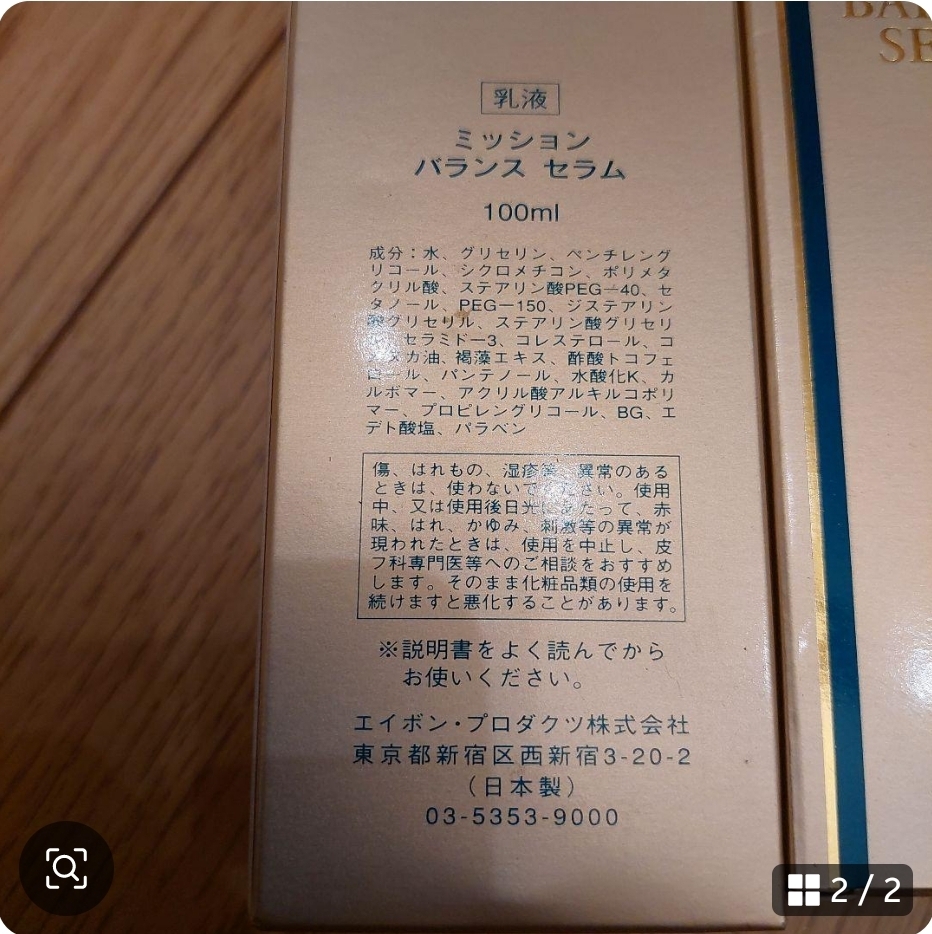 乳液
ミッション
バランス セラム
100ml
成分：水、グリセリン、ペンチレング
リコール、シクロメチコン、ポリメタ
クリル酸、ステアリン酸PEGー40、セ
タノール、PEGー150、ジステアリン
酸グリセリル、ステアリン酸グリセリ
セラミドー3、コレステロール、コ
カ油、褐藻エキス、酢酸トコフェ
ロール、パンテノール、水酸化K、カ
ルボマー、アクリル酸アルキルコポリ
マー、プロピレングリコール、BG、エ
デト酸塩、パラベン
傷、はれもの、湿疹等、異常のある
ときは、使わないでください。使用
中、又は使用後日光にあたって、赤
味、はれ、かゆみ、刺激等の異常が
現われたときは、使用を中止し、皮
フ科専門医等へのご相談をおすすめ
します。そのまま化粧品類の使用を
続けますと悪化することがあります。
※説明書をよく読んでから
お使いください。
エイボン・プロダクツ株式会社
東京都新宿区西新宿3-20-2
（日本製）
03-5353-9000
SE
2 / 2